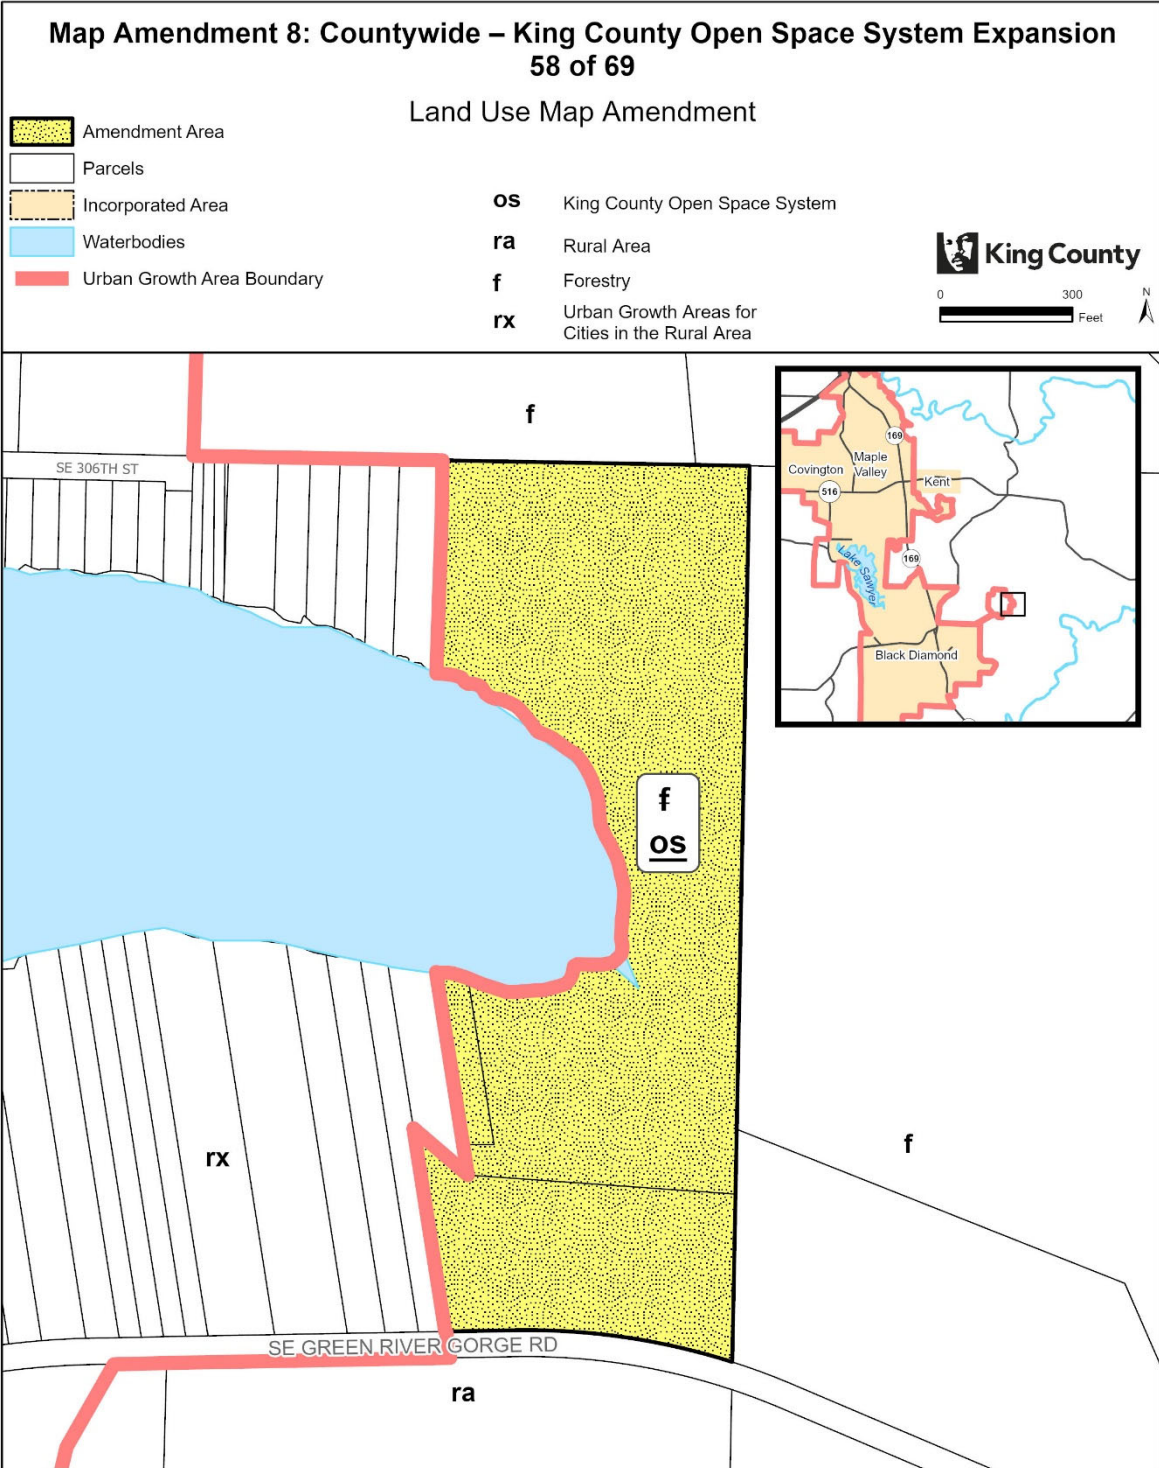 Map Amendment 8: Countywide – King County Open Space System Expansion
58 of 69
Land Use Map Amendment
Amendment Area
Parcels
Incorporated Area
Waterbodies
Urban Growth Area Boundary
os King County Open Space System
ra Rural Area
f Forestry
rx Urban Growth Areas for
Cities in the Rural Area
King County
0 300
Feet
N
f
SE 306TH ST
169
Maple
Valley
Covington
Kent
516
169
Lake Sawyer
Black Diamond
f
os
f
rx
SE GREEN RIVER GORGE RD
ra